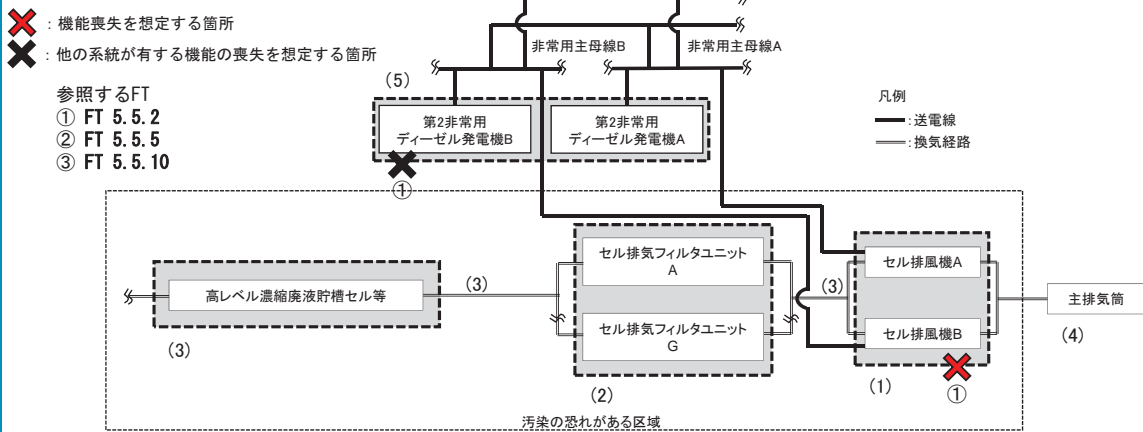 ：機能喪失を想定する箇所
：他の系統が有する機能の喪失を想定する箇所
参照するFT
① FT 5.5.2
② FT 5.5.5
③ FT 5.5.10
非常用主母線B
非常用主母線A
(5)
第2非常用
ディーゼル発電機B
第2非常用
ディーゼル発電機A
①
凡例
：送電線
：換気経路
セル排気フィルタユニット
A
セル排風機A
高レベル濃縮廃液貯槽セル等
(3)
(3)
主排気筒
セル排気フィルタユニット
G
セル排風機B
(4)
(3)
(2)
(1)
①
汚染の恐れがある区域